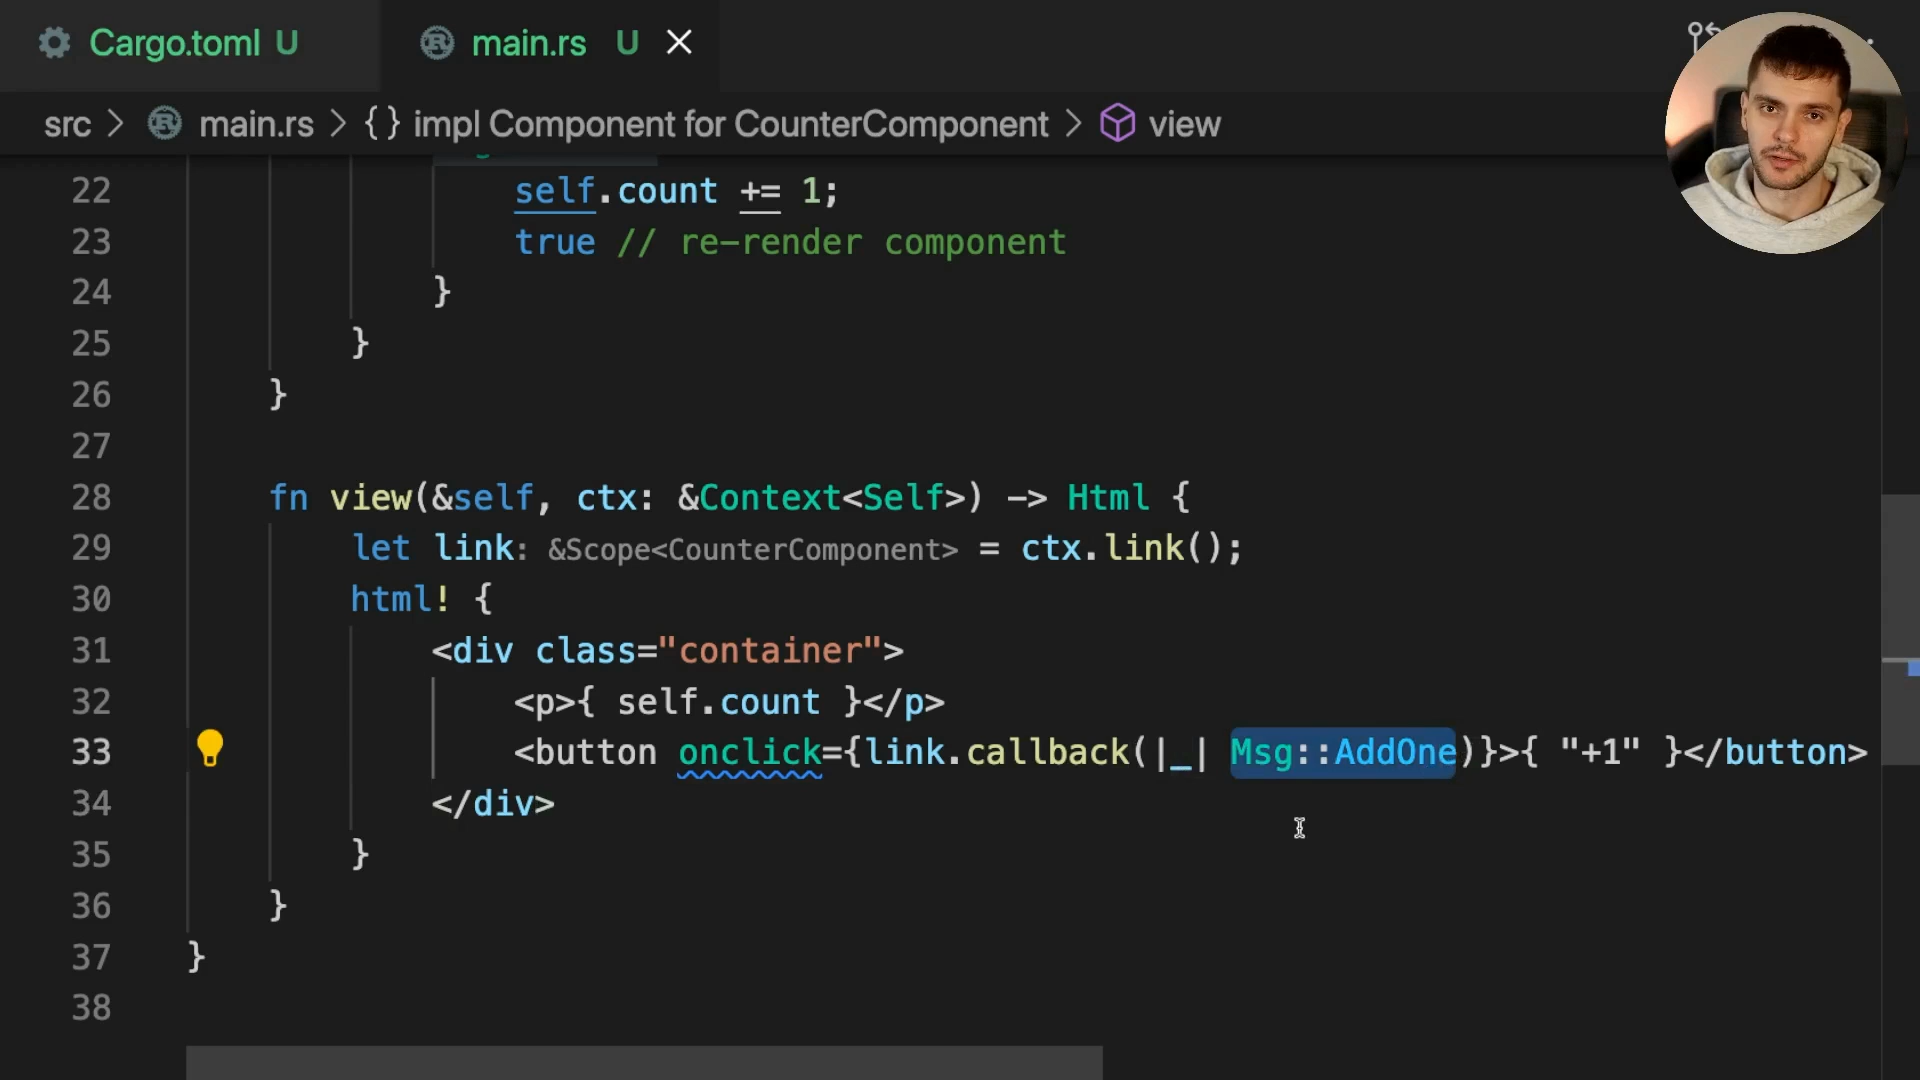 Cargo.toml U
main.rs U
src > main.rs > {} impl Component for CounterComponent > view
22 self.count += 1;
23 true // re-render component
24 }
25 }
26 }
27
28 fn view(&self, ctx: &Context<Self>) -> Html {
29 let link: &Scope<CounterComponent> = ctx.link();
30 html! {
31 <div class="container">
32 <p>{ self.count }</p>
33 <button onclick={link.callback(|_| Msg::AddOne)}>{ "+1" }</button>
34 </div>
35 }
36 }
37 }
38